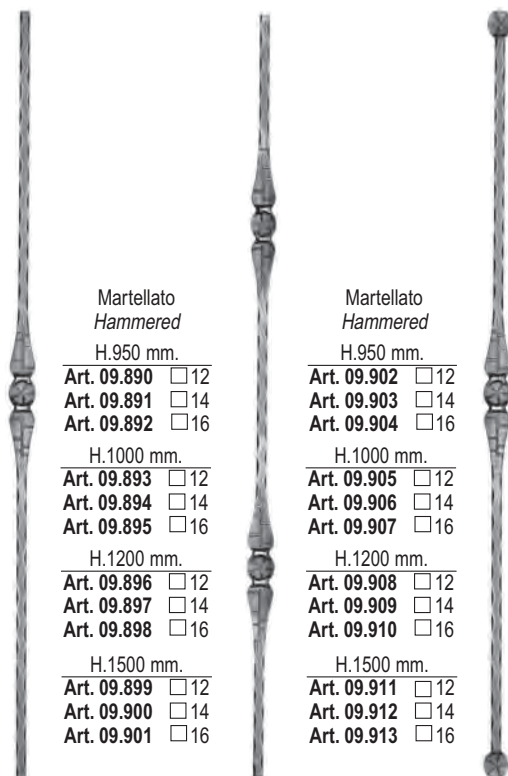 Martellato
Hammered
H.950 mm.
Art. 09.890 □ 12
Art. 09.891 □ 14
Art. 09.892 □ 16
H.1000 mm.
Art. 09.893 □ 12
Art. 09.894 □ 14
Art. 09.895 □ 16
H.1200 mm.
Art. 09.896 □ 12
Art. 09.897 □ 14
Art. 09.898 □ 16
H.1500 mm.
Art. 09.899 □ 12
Art. 09.900 □ 14
Art. 09.901 □ 16
Martellato
Hammered
H.950 mm.
Art. 09.902 □ 12
Art. 09.903 □ 14
Art. 09.904 □ 16
H.1000 mm.
Art. 09.905 □ 12
Art. 09.906 □ 14
Art. 09.907 □ 16
H.1200 mm.
Art. 09.908 □ 12
Art. 09.909 □ 14
Art. 09.910 □ 16
H.1500 mm.
Art. 09.911 □ 12
Art. 09.912 □ 14
Art. 09.913 □ 16